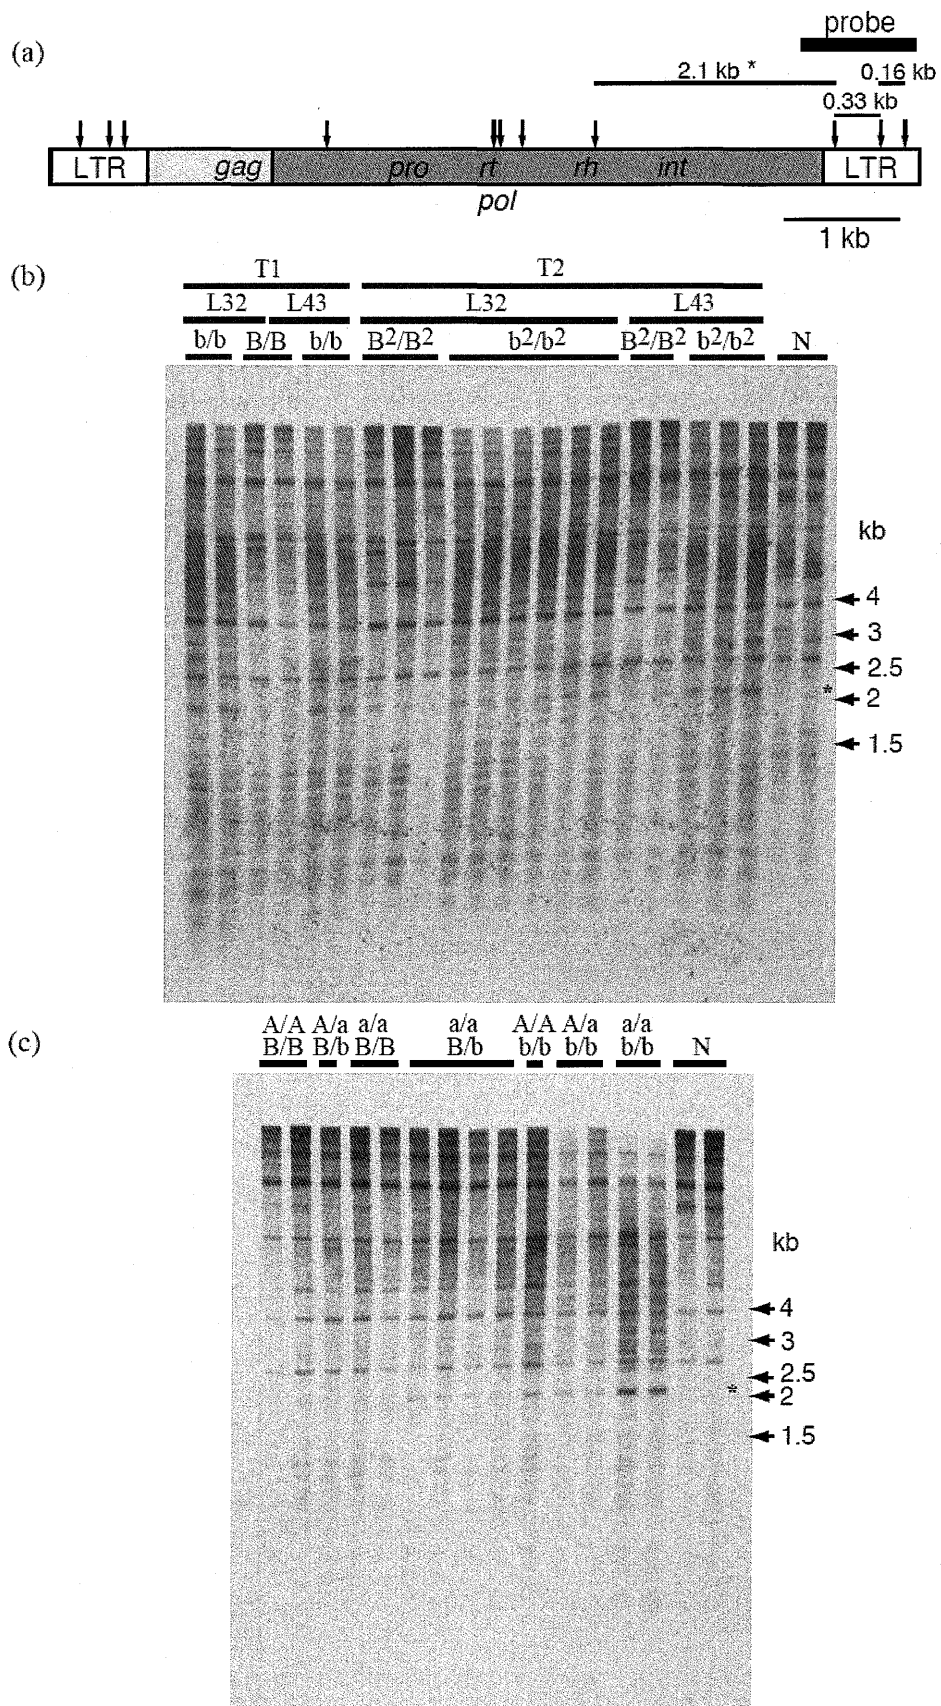 (a)
probe
2.1 kb *
0.16 kb
0.33 kb
LTR gag pro rt rh int LTR
pol
1 kb
(b)
T1 T2
L32 L43 L32 L43
b/b B/B b/b B²/B² b²/b² B²/B² b²/b² N
kb
4
3
2.5
* 2
1.5
(c)
A/A A/a a/a a/a A/A A/a a/a
B/B B/b B/B B/b b/b b/b b/b N
kb
4
3
2.5
* 2
1.5